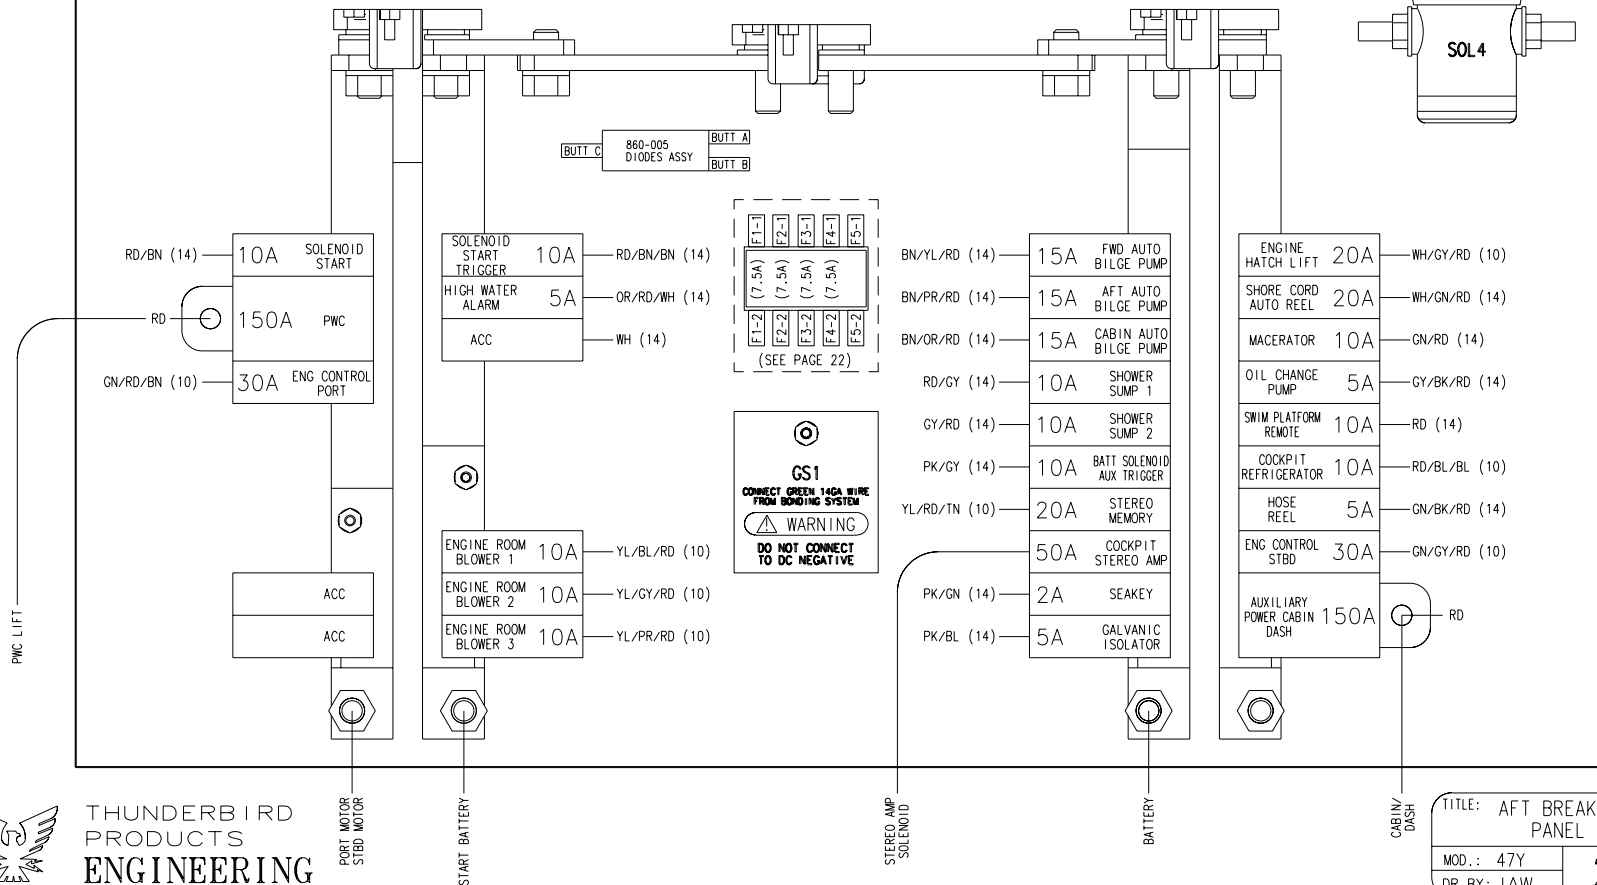 SOL4
860-005
DIODES ASSY
BUTT A
BUTT B
BUTT C
RD/BN (14)
10A
SOLENOID
START
RD
150A
PWC
GN/RD/BN (10)
30A
ENG CONTROL
PORT
ACC
ACC
PWC LIFT
SOLENOID
START
TRIGGER
10A
RD/BN/BN (14)
HIGH WATER
ALARM
5A
OR/RD/WH (14)
ACC
WH (14)
ENGINE ROOM
BLOWER 1
10A
YL/BL/RD (10)
ENGINE ROOM
BLOWER 2
10A
YL/GY/RD (10)
ENGINE ROOM
BLOWER 3
10A
YL/PR/RD (10)
F1-1
F2-1
F3-1
F4-1
F5-1
(7.5A)
(7.5A)
(7.5A)
(7.5A)
F1-2
F2-2
F3-2
F4-2
F5-2
(SEE PAGE 22)
GS1
CONNECT GREEN 14GA WIRE
FROM BONDING SYSTEM
WARNING
DO NOT CONNECT
TO DC NEGATIVE
BN/YL/RD (14)
15A
FWD AUTO
BILGE PUMP
BN/PR/RD (14)
15A
AFT AUTO
BILGE PUMP
BN/OR/RD (14)
15A
CABIN AUTO
BILGE PUMP
RD/GY (14)
10A
SHOWER
SUMP 1
GY/RD (14)
10A
SHOWER
SUMP 2
PK/GY (14)
10A
BATT SOLENOID
AUX TRIGGER
YL/RD/TN (10)
20A
STEREO
MEMORY
50A
COCKPIT
STEREO AMP
PK/GN (14)
2A
SEAKEY
PK/BL (14)
5A
GALVANIC
ISOLATOR
ENGINE
HATCH LIFT
20A
WH/GY/RD (10)
SHORE CORD
AUTO REEL
20A
WH/GN/RD (14)
MACERATOR
10A
GN/RD (14)
OIL CHANGE
PUMP
5A
GY/BK/RD (14)
SWIM PLATFORM
REMOTE
10A
RD (14)
COCKPIT
REFRIGERATOR
10A
RD/BL/BL (10)
HOSE
REEL
5A
GN/BK/RD (14)
ENG CONTROL
STBD
30A
GN/GY/RD (10)
AUXILIARY
POWER CABIN
DASH
150A
RD
PORT MOTOR
STBD MOTOR
START BATTERY
STEREO AMP
SOLENOID
BATTERY
CABIN/
DASH
THUNDERBIRD
PRODUCTS
ENGINEERING
TITLE: AFT BREAK
PANEL
MOD.: 47Y
DR BY: JAW